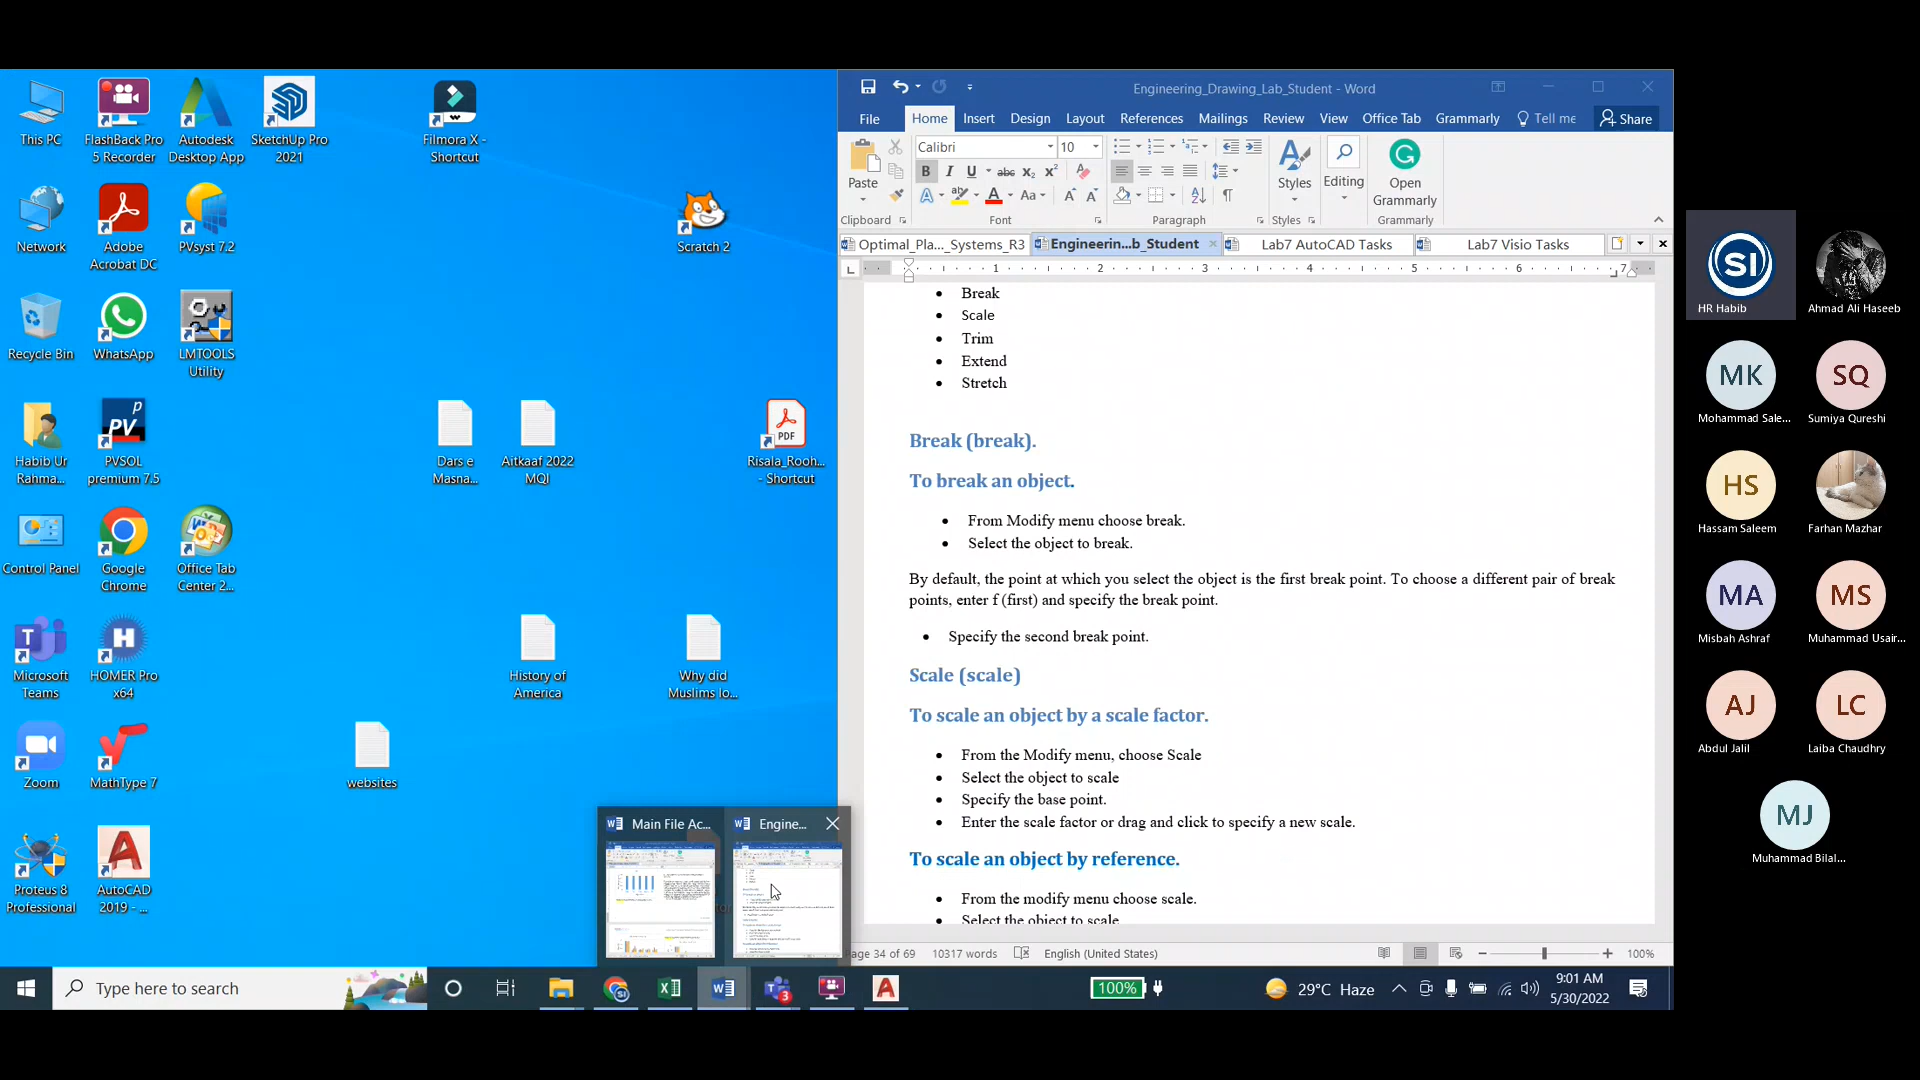 This PC
FlashBack Pro
5 Recorder
Autodesk
Desktop App
SketchUp Pro
2021
Filmora X -
Shortcut
Network
Adobe
Acrobat DC
PVsyst 7.2
Scratch 2
Recycle Bin
WhatsApp
LMTOOLS
Utility
Habib Ur
Rahma...
PVSOL
premium 7.5
Dars e
Masna...
Aitkaaf 2022
MQI
PDF
Risala_Rooh...
- Shortcut
Control Panel
Google
Chrome
Office Tab
Center 2...
Microsoft
Teams
HOMER Pro
x64
History of
America
Why did
Muslims lo...
Zoom
MathType 7
websites
Proteus 8
Professional
AutoCAD
2019 - ...
Main File Ac...
Engine...
Engineering_Drawing_Lab_Student - Word
File Home Insert Design Layout References Mailings Review View Office Tab Grammarly Tell me Share
Paste
Calibri 10
Styles
Editing
Open
Grammarly
Clipboard Font Paragraph Styles Grammarly
Optimal_Pla..._Systems_R3 Engineerin...b_Student Lab7 AutoCAD Tasks Lab7 Visio Tasks
1 2 3 4 5 6 7
• Break
• Scale
• Trim
• Extend
• Stretch
Break (break).
To break an object.
• From Modify menu choose break.
• Select the object to break.
By default, the point at which you select the object is the first break point. To choose a different pair of break
points, enter f (first) and specify the break point.
• Specify the second break point.
Scale (scale)
To scale an object by a scale factor.
• From the Modify menu, choose Scale
• Select the object to scale
• Specify the base point.
• Enter the scale factor or drag and click to specify a new scale.
To scale an object by reference.
• From the modify menu choose scale.
• Select the object to scale
Page 34 of 69 10317 words English (United States) 100%
Type here to search
3
100%
29°C Haze
9:01 AM
5/30/2022
SI
HR Habib
Ahmad Ali Haseeb
MK
Mohammad Sale...
SQ
Sumiya Qureshi
HS
Hassam Saleem
Farhan Mazhar
MA
Misbah Ashraf
MS
Muhammad Usair...
AJ
Abdul Jalil
LC
Laiba Chaudhry
MJ
Muhammad Bilal...